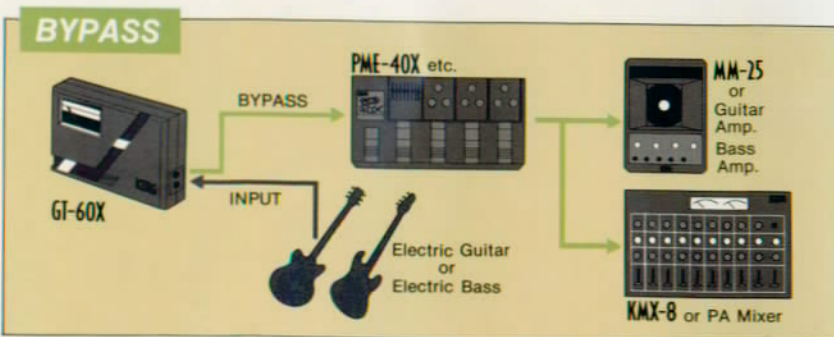 BYPASS
PME-40X etc.
BYPASS
GT-60X
INPUT
Electric Guitar
or
Electric Bass
MM-25
or
Guitar
Amp.
Bass
Amp.
KMX-8 or PA Mixer